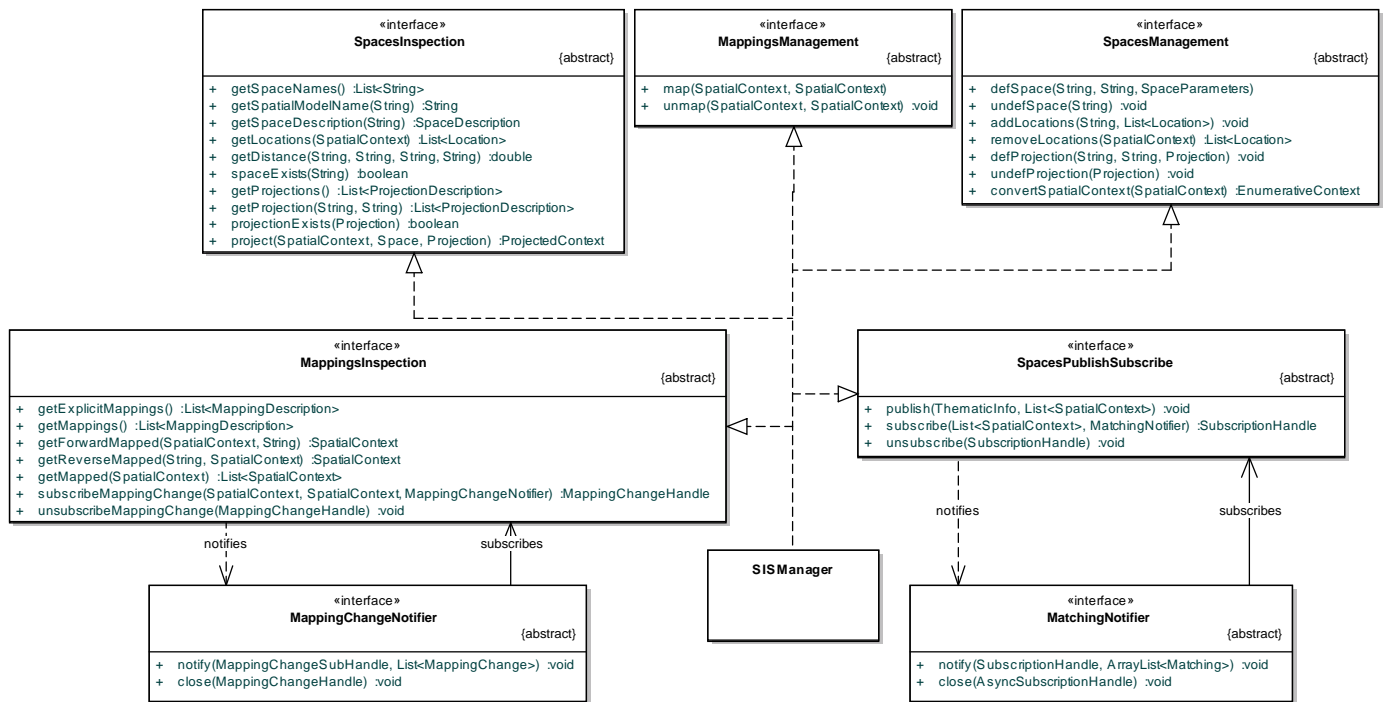 «interface»
SpacesInspection
{abstract}
+ getSpaceNames() :List<String>
+ getSpatialModelName(String) :String
+ getSpaceDescription(String) :SpaceDescription
+ getLocations(SpatialContext) :List<Location>
+ getDistance(String, String, String, String) :double
+ spaceExists(String) :boolean
+ getProjections() :List<ProjectionDescription>
+ getProjection(String, String) :List<ProjectionDescription>
+ projectionExists(Projection) :boolean
+ project(SpatialContext, Space, Projection) :ProjectedContext
«interface»
MappingsManagement
{abstract}
+ map(SpatialContext, SpatialContext)
+ unmap(SpatialContext, SpatialContext) :void
«interface»
SpacesManagement
{abstract}
+ defSpace(String, String, SpaceParameters)
+ undefSpace(String) :void
+ addLocations(String, List<Location>) :void
+ removeLocations(SpatialContext) :List<Location>
+ defProjection(String, String, Projection) :void
+ undefProjection(Projection) :void
+ convertSpatialContext(SpatialContext) :EnumerativeContext
«interface»
MappingsInspection
{abstract}
+ getExplicitMappings() :List<MappingDescription>
+ getMappings() :List<MappingDescription>
+ getForwardMapped(SpatialContext, String) :SpatialContext
+ getReverseMapped(String, SpatialContext) :SpatialContext
+ getMapped(SpatialContext) :List<SpatialContext>
+ subscribeMappingChange(SpatialContext, SpatialContext, MappingChangeNotifier) :MappingChangeHandle
+ unsubscribeMappingChange(MappingChangeHandle) :void
«interface»
SpacesPublishSubscribe
{abstract}
+ publish(ThematicInfo, List<SpatialContext>) :void
+ subscribe(List<SpatialContext>, MatchingNotifier) :SubscriptionHandle
+ unsubscribe(SubscriptionHandle) :void
notifies
subscribes
notifies
subscribes
SISManager
«interface»
MappingChangeNotifier
{abstract}
+ notify(MappingChangeSubHandle, List<MappingChange>) :void
+ close(MappingChangeHandle) :void
«interface»
MatchingNotifier
{abstract}
+ notify(SubscriptionHandle, ArrayList<Matching>) :void
+ close(AsyncSubscriptionHandle) :void